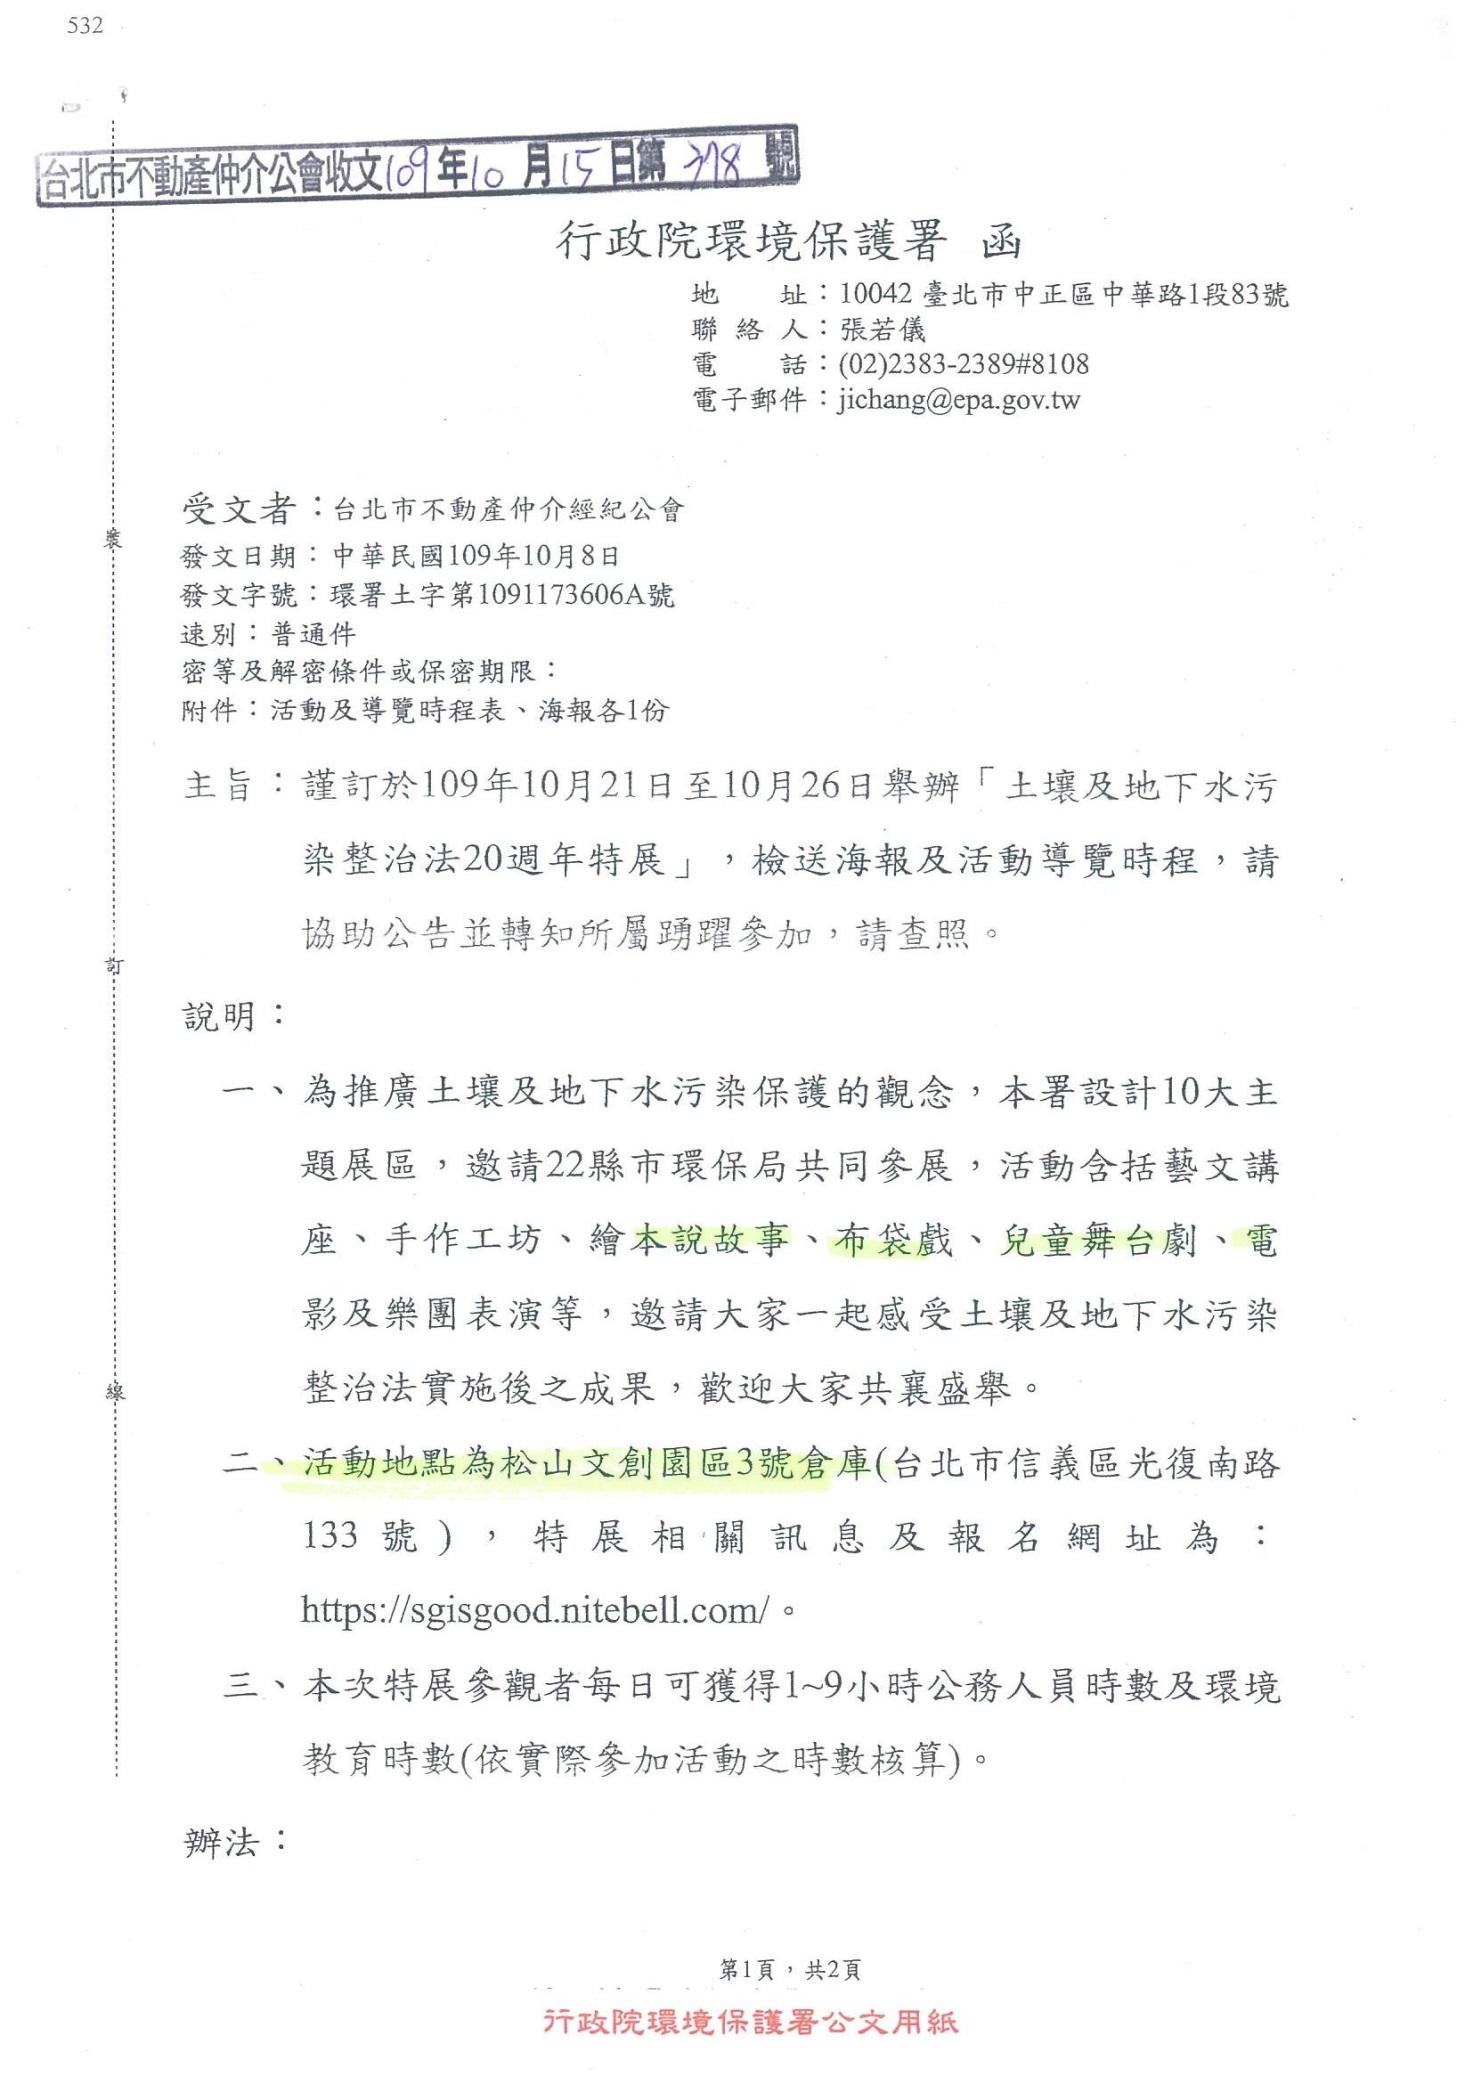 532
台北市不動產仲介公會收文109年10月15日第378號
行政院環境保護署 函
地　　址：10042 臺北市中正區中華路1段83號
聯 絡 人：張若儀
電　　話：(02)2383-2389#8108
電子郵件：jichang@epa.gov.tw
受文者：台北市不動產仲介經紀公會
發文日期：中華民國109年10月8日
發文字號：環署土字第1091173606A號
速別：普通件
密等及解密條件或保密期限：
附件：活動及導覽時程表、海報各1份
主旨：謹訂於109年10月21日至10月26日舉辦「土壤及地下水污
染整治法20週年特展」，檢送海報及活動導覽時程，請
協助公告並轉知所屬踴躍參加，請查照。
說明：
一、為推廣土壤及地下水污染保護的觀念，本署設計10大主
題展區，邀請22縣市環保局共同參展，活動含括藝文講
座、手作工坊、繪本說故事、布袋戲、兒童舞台劇、電
影及樂團表演等，邀請大家一起感受土壤及地下水污染
整治法實施後之成果，歡迎大家共襄盛舉。
二、活動地點為松山文創園區3號倉庫(台北市信義區光復南路
133號)，特展相關訊息及報名網址為：
https://sgisgood.nitebell.com/。
三、本次特展參觀者每日可獲得1~9小時公務人員時數及環境
教育時數(依實際參加活動之時數核算)。
辦法：
裝
訂
線
第1頁，共2頁
行政院環境保護署公文用紙